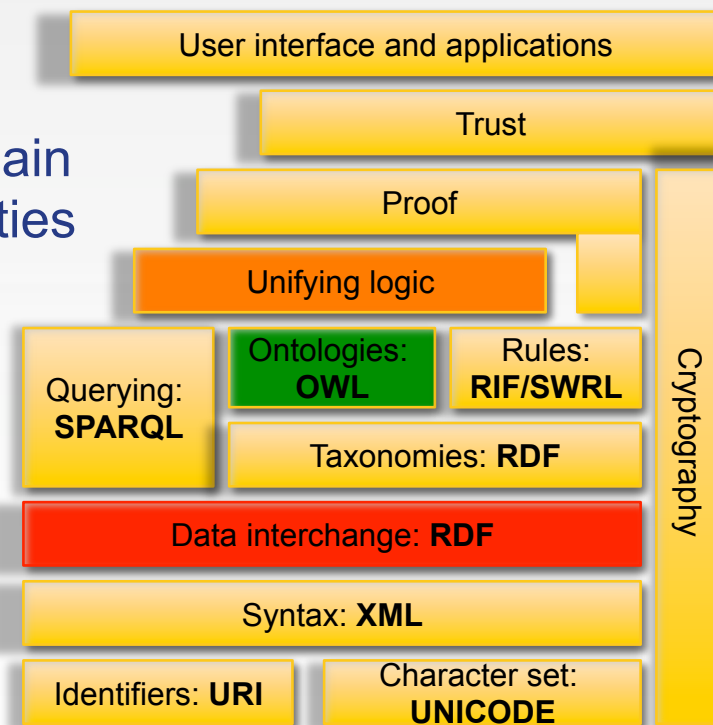 User interface and applications
Trust
ain
ties
Proof
Unifying logic
Querying:
SPARQL
Ontologies:
OWL
Rules:
RIF/SWRL
Taxonomies: RDF
Cryptography
Data interchange: RDF
Syntax: XML
Identifiers: URI
Character set:
UNICODE